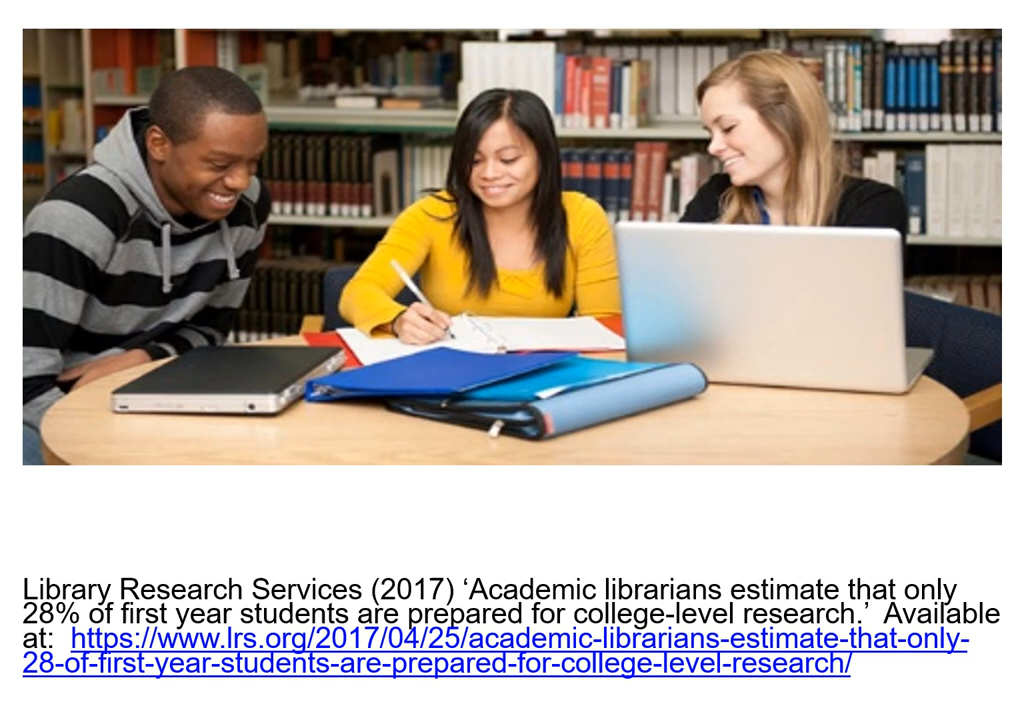 Library Research Services (2017) ‘Academic librarians estimate that only
28% of first year students are prepared for college-level research.’  Available
at:  https://www.lrs.org/2017/04/25/academic-librarians-estimate-that-only-
28-of-first-year-students-are-prepared-for-college-level-research/